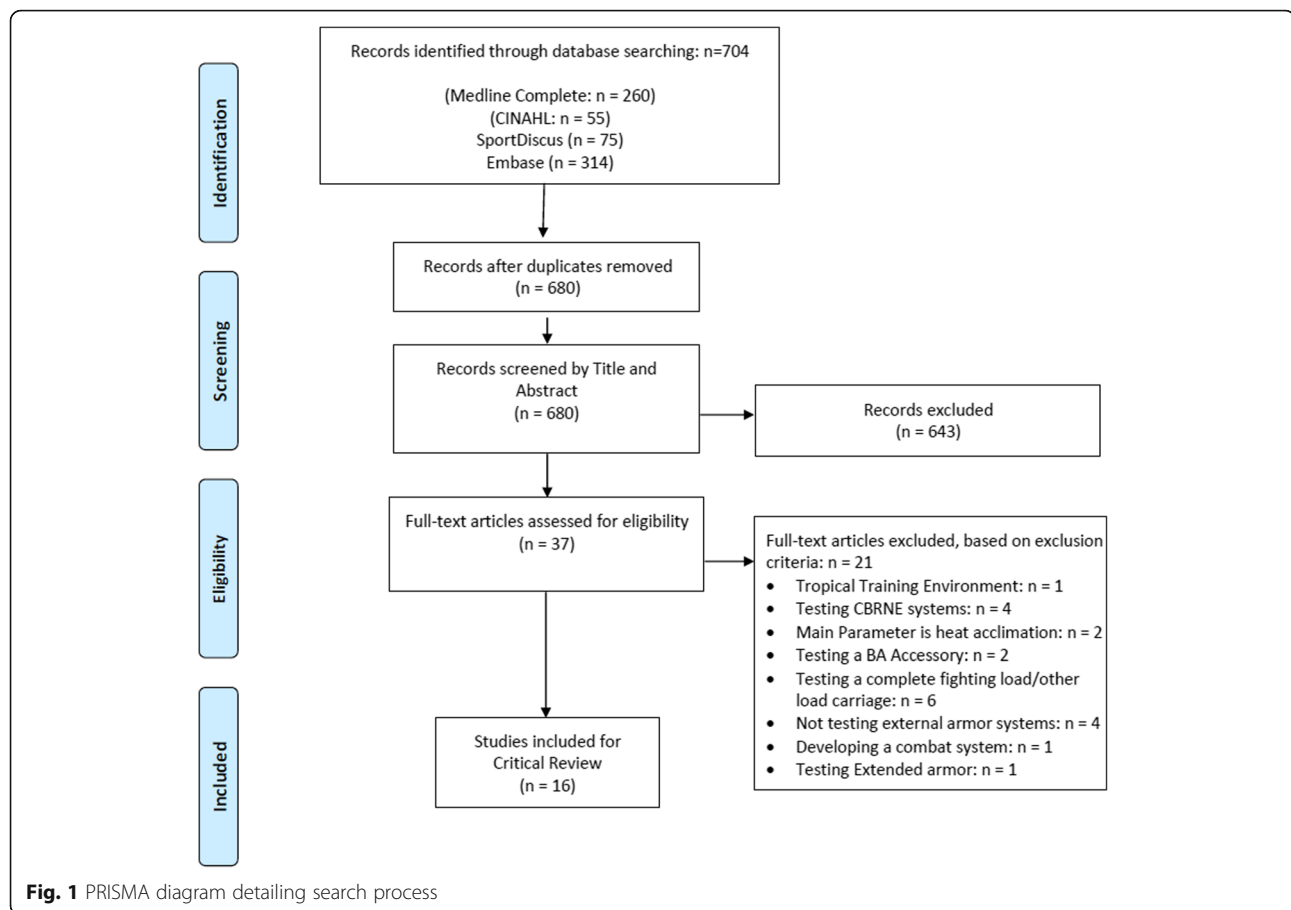 Identification
Records identified through database searching: n=704
(Medline Complete: n = 260)
(CINAHL: n = 55)
SportDiscus (n = 75)
Embase (n = 314)
Records after duplicates removed
(n = 680)
Screening
Records screened by Title and
Abstract
(n = 680)
Records excluded
(n = 643)
Eligibility
Full-text articles assessed for eligibility
(n = 37)
Full-text articles excluded, based on exclusion
criteria: n = 21
• Tropical Training Environment: n = 1
• Testing CBRNE systems: n = 4
• Main Parameter is heat acclimation: n = 2
• Testing a BA Accessory: n = 2
• Testing a complete fighting load/other
load carriage: n = 6
• Not testing external armor systems: n = 4
• Developing a combat system: n = 1
• Testing Extended armor: n = 1
Included
Studies included for
Critical Review
(n = 16)
Fig. 1 PRISMA diagram detailing search process